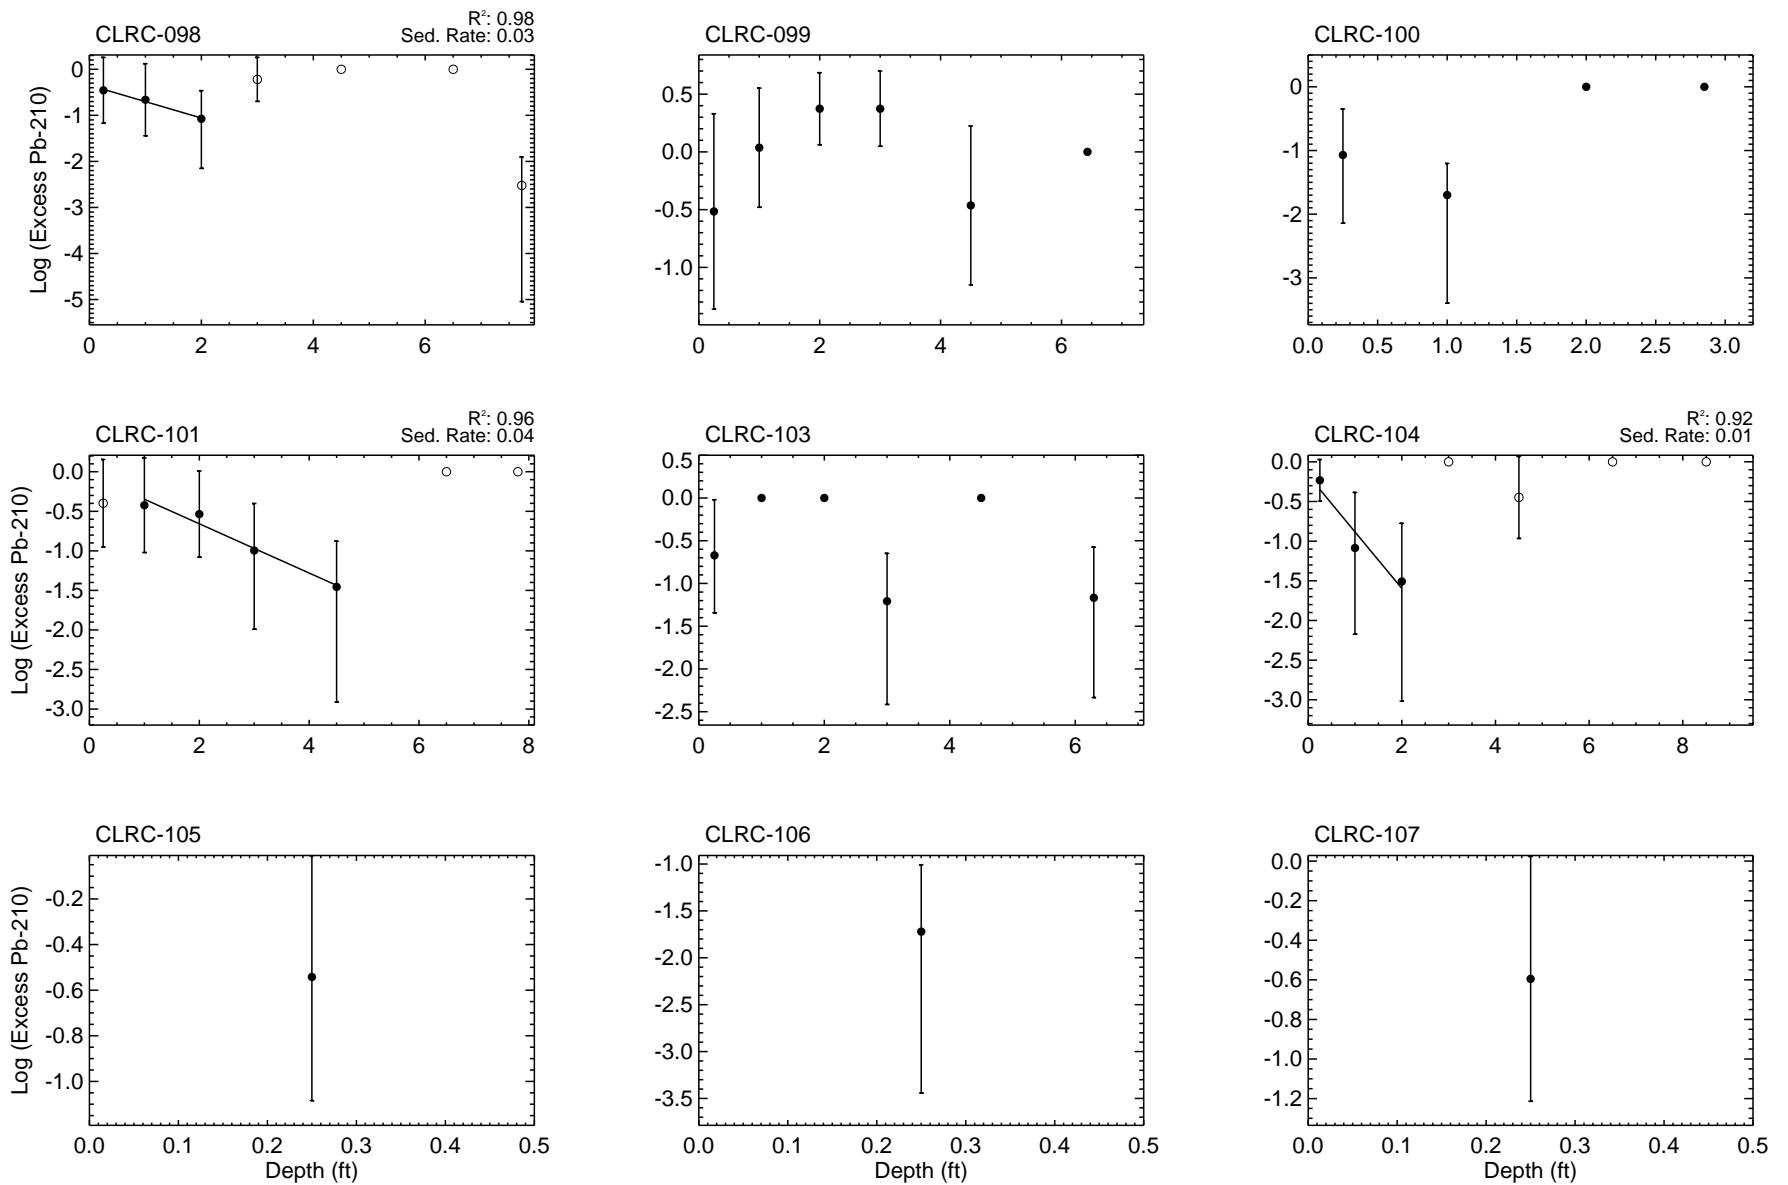 CLRC-098
R²: 0.98
Sed. Rate: 0.03
Log (Excess Pb-210)
0
-1
-2
-3
-4
-5
0 2 4 6
CLRC-099
0.5
0.0
-0.5
-1.0
0 2 4 6
CLRC-100
0
-1
-2
-3
0.0 0.5 1.0 1.5 2.0 2.5 3.0
CLRC-101
R²: 0.96
Sed. Rate: 0.04
Log (Excess Pb-210)
0.0
-0.5
-1.0
-1.5
-2.0
-2.5
-3.0
0 2 4 6 8
CLRC-103
0.5
0.0
-0.5
-1.0
-1.5
-2.0
-2.5
0 2 4 6
CLRC-104
R²: 0.92
Sed. Rate: 0.01
0.0
-0.5
-1.0
-1.5
-2.0
-2.5
-3.0
0 2 4 6 8
CLRC-105
Log (Excess Pb-210)
-0.2
-0.4
-0.6
-0.8
-1.0
0.0 0.1 0.2 0.3 0.4 0.5
Depth (ft)
CLRC-106
-1.0
-1.5
-2.0
-2.5
-3.0
-3.5
0.0 0.1 0.2 0.3 0.4 0.5
Depth (ft)
CLRC-107
0.0
-0.2
-0.4
-0.6
-0.8
-1.0
-1.2
0.0 0.1 0.2 0.3 0.4 0.5
Depth (ft)